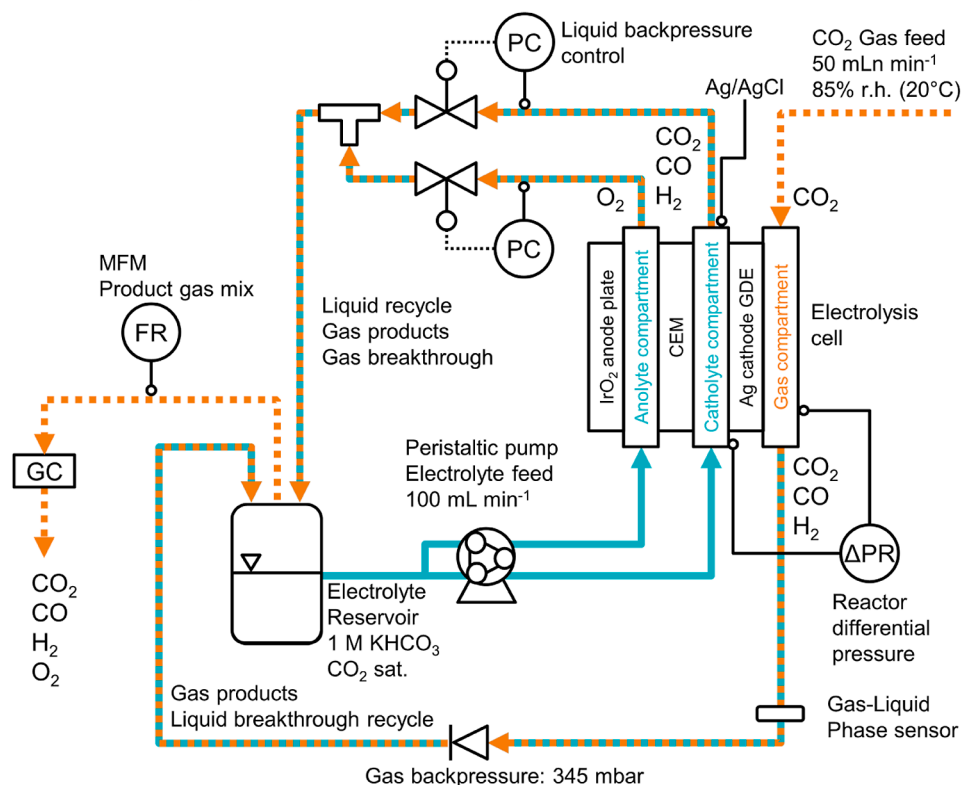 PC
Liquid backpressure
control
CO₂ Gas feed
50 mLn min⁻¹
85% r.h. (20°C)
Ag/AgCl
CO₂
CO
H₂
O₂
CO₂
PC
MFM
Product gas mix
FR
Liquid recycle
Gas products
Gas breakthrough
IrO₂ anode plate
Anolyte compartment
CEM
Catholyte compartment
Ag cathode GDE
Gas compartment
Electrolysis
cell
GC
Peristaltic pump
Electrolyte feed
100 mL min⁻¹
CO₂
CO
H₂
ΔPR
Reactor
differential
pressure
CO₂
CO
H₂
O₂
Electrolyte
Reservoir
1 M KHCO₃
CO₂ sat.
Gas products
Liquid breakthrough recycle
Gas-Liquid
Phase sensor
Gas backpressure: 345 mbar